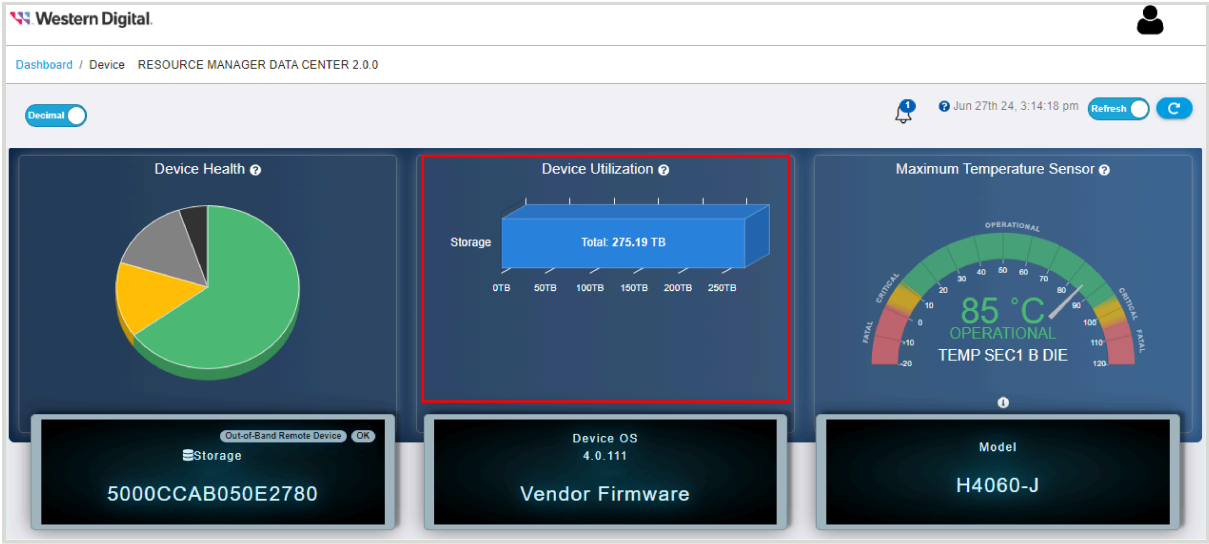 Western Digital.
Dashboard / Device RESOURCE MANAGER DATA CENTER 2.0.0
Decimal
1
Jun 27th 24, 3:14:18 pm
Refresh
Device Health ?
Device Utilization ?
Storage
Total: 275.19 TB
0TB 50TB 100TB 150TB 200TB 250TB
Maximum Temperature Sensor ?
FATAL CRITICAL OPERATIONAL CRITICAL FATAL
-20 -10 0 10 20 30 40 50 60 70 80 90 100 110 120
85 °C
OPERATIONAL
TEMP SEC1 B DIE
Out-of-Band Remote Device OK
Storage
5000CCAB050E2780
Device OS
4.0.111
Vendor Firmware
Model
H4060-J